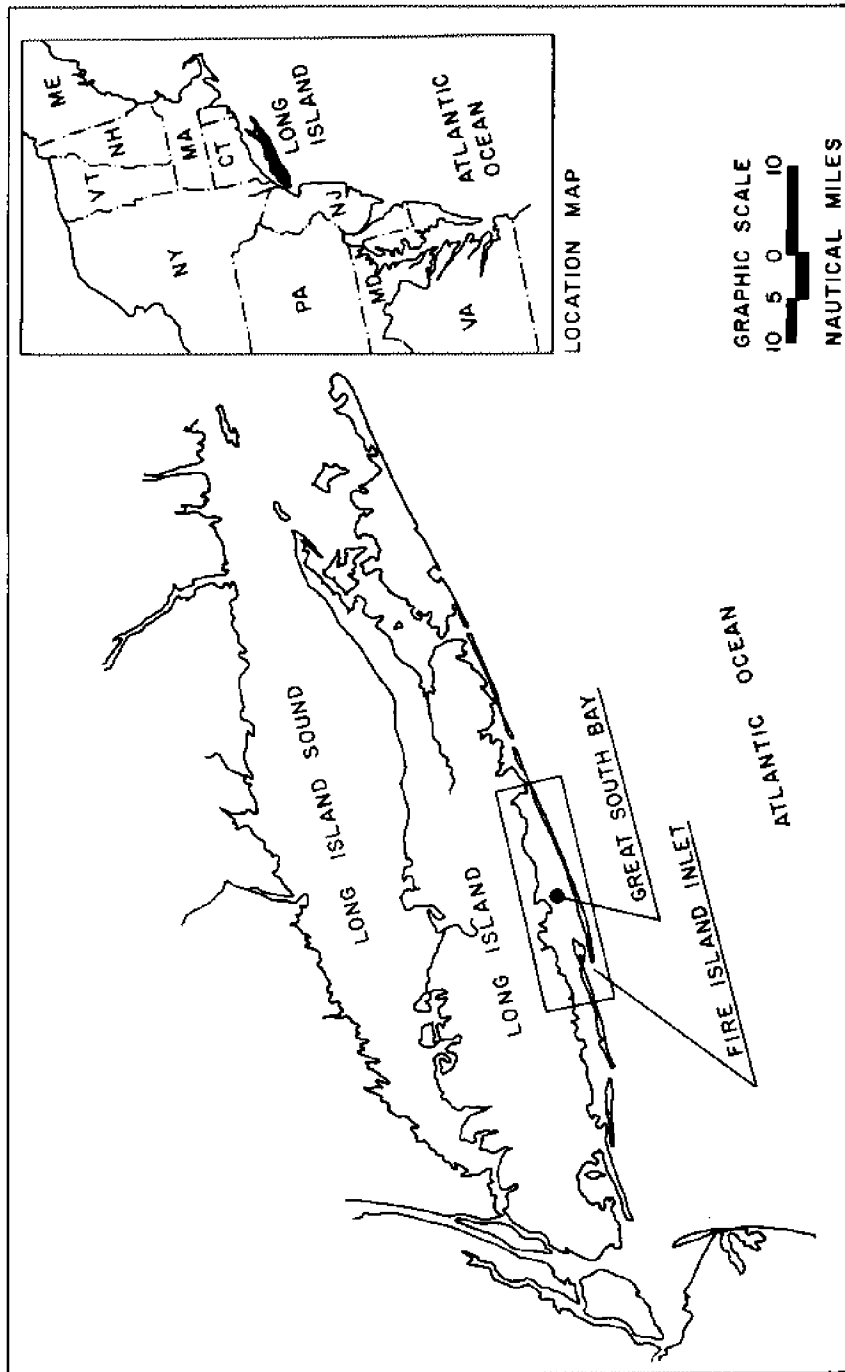 ME
VT
NH
MA
CT
NY
LONG
ISLAND
PA
NJ
MD
VA
ATLANTIC
OCEAN
LOCATION MAP
LONG ISLAND SOUND
LONG ISLAND
GREAT SOUTH BAY
FIRE ISLAND INLET
ATLANTIC OCEAN
GRAPHIC SCALE
10 5 0 10
NAUTICAL MILES